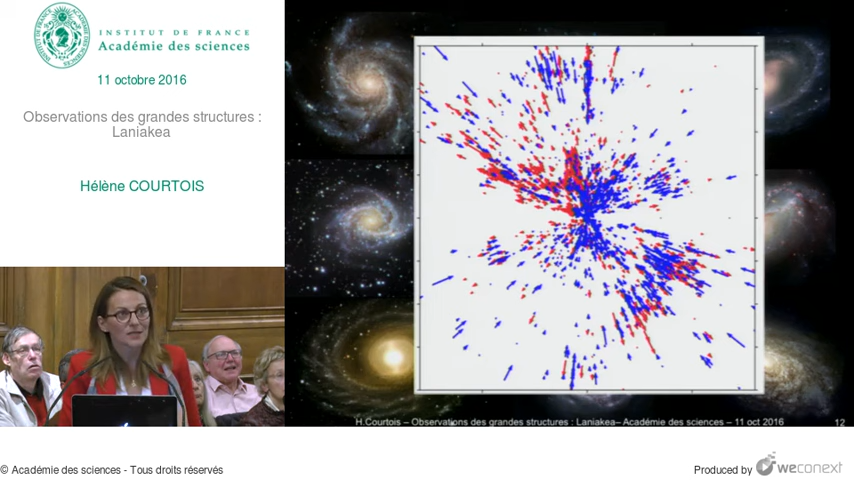 INSTITUT DE FRANCE
Académie des sciences
11 octobre 2016
Observations des grandes structures :
Laniakea
Hélène COURTOIS
H.Courtois – Observations des grandes structures : Laniakea– Académie des sciences – 11 oct 2016
12
© Académie des sciences - Tous droits réservés
Produced by weconext